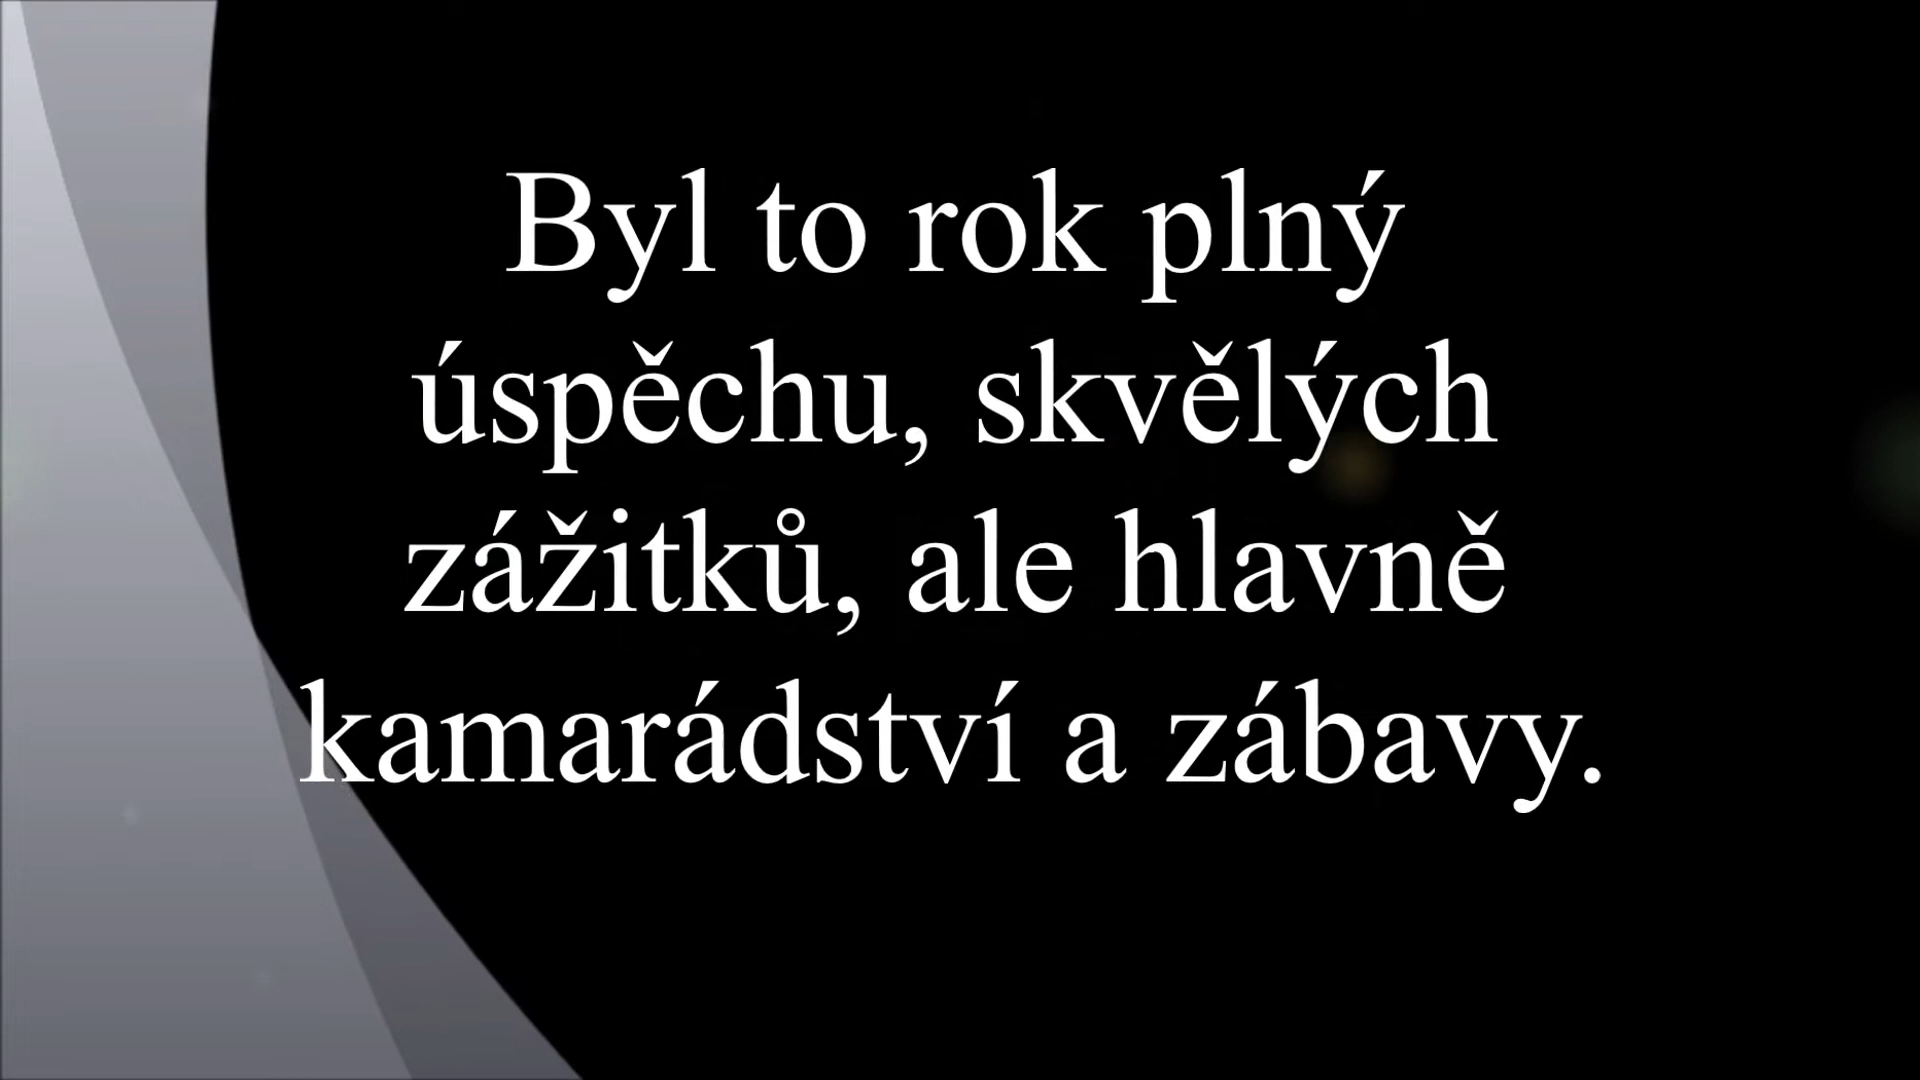 Byl to rok plný
úspěchu, skvělých
zážitků, ale hlavně
kamarádství a zábavy.